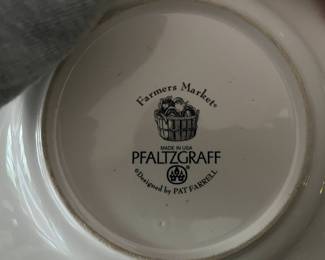 Farmers Market®
MADE IN USA
PFALTZGRAFF
®
©Designed by PAT FARRELL